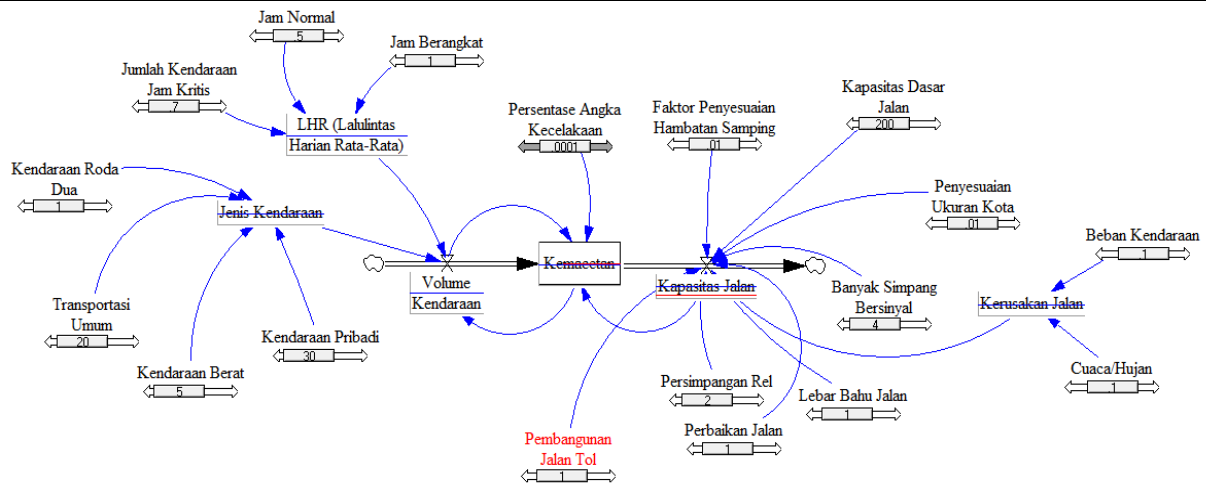 Jam Normal
.5
Jam Berangkat
.1
Jumlah Kendaraan
Jam Kritis
.7
LHR (Lalulintas
Harian Rata-Rata)
Persentase Angka
Kecelakaan
.0001
Faktor Penyesuaian
Hambatan Samping
.01
Kapasitas Dasar
Jalan
200
Kendaraan Roda
Dua
1
Jenis Kendaraan
Penyesuaian
Ukuran Kota
.01
Beban Kendaraan
.1
Kemacetan
Volume
Kendaraan
Kapasitas Jalan
Banyak Simpang
Bersinyal
4
Kerusakan Jalan
Transportasi
Umum
20
Kendaraan Pribadi
30
Kendaraan Berat
5
Persimpangan Rel
2
Lebar Bahu Jalan
1
Cuaca/Hujan
.1
Perbaikan Jalan
1
Pembangunan
Jalan Tol
1